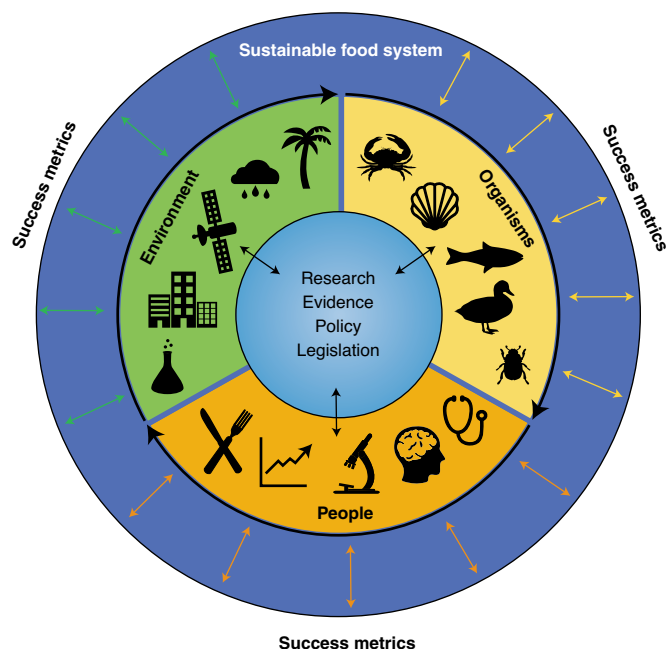 Sustainable food system
Success metrics
Success metrics
Environment
Organisms
Research
Evidence
Policy
Legislation
People
Success metrics